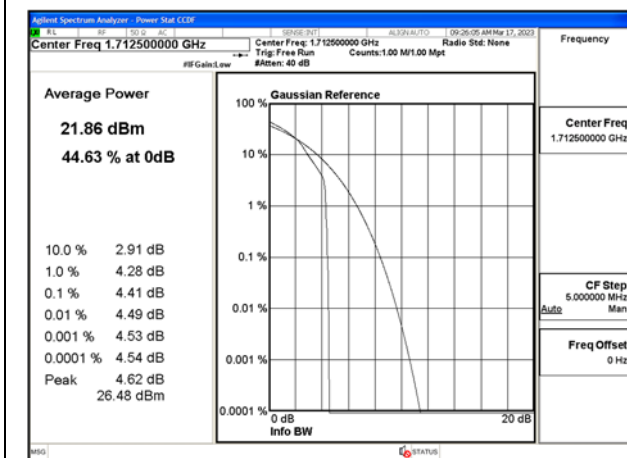 Agilent Spectrum Analyzer - Power Stat CCDF
RL RF 50 Ω AC SENSE:INT ALIGN AUTO 09:26:05 AM Mar 17, 2023
Center Freq 1.712500000 GHz
Center Freq: 1.712500000 GHz Radio Std: None
Trig: Free Run Counts:1.00 M/1.00 Mpt
#IFGain:Low #Atten: 40 dB
Frequency
Average Power
21.86 dBm
44.63 % at 0dB
10.0 % 2.91 dB
1.0 % 4.28 dB
0.1 % 4.41 dB
0.01 % 4.49 dB
0.001 % 4.53 dB
0.0001 % 4.54 dB
Peak 4.62 dB
26.48 dBm
Gaussian Reference
100 %
10 %
1 %
0.1 %
0.01 %
0.001 %
0.0001 %
0 dB 20 dB
Info BW
Center Freq
1.712500000 GHz
CF Step
5.000000 MHz
Auto Man
Freq Offset
0 Hz
MSG STATUS